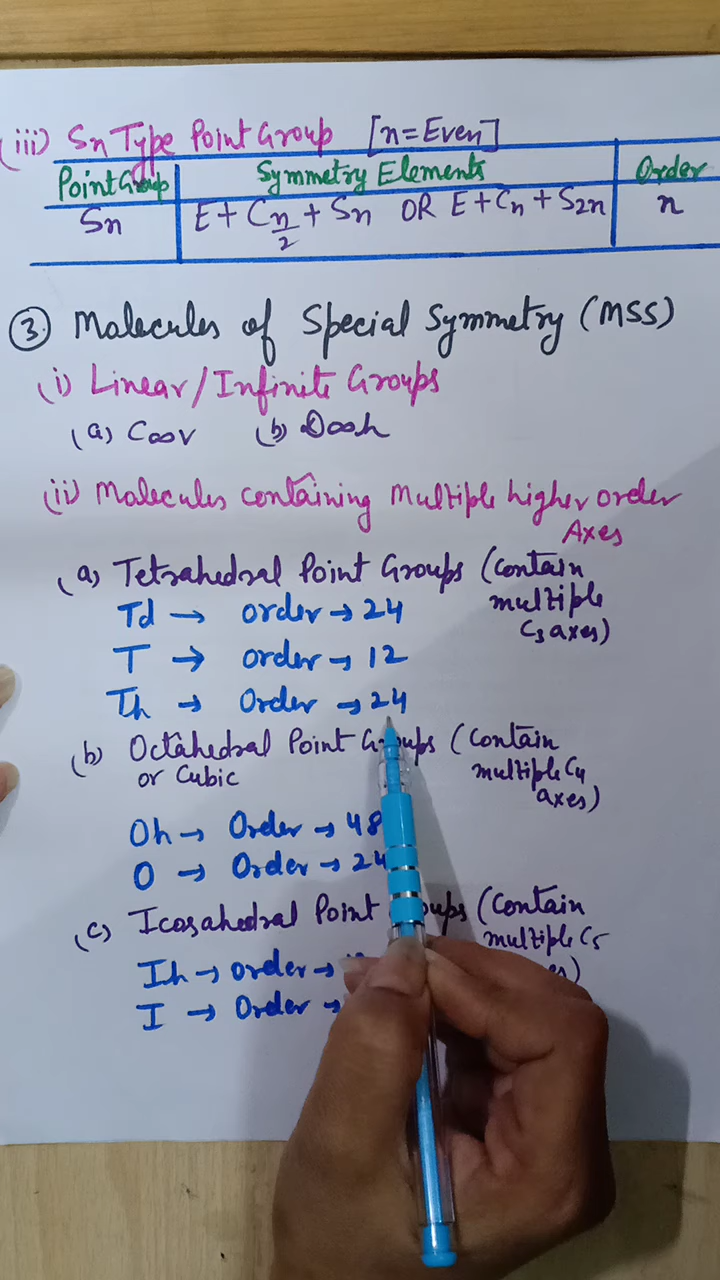 (iii) Sn Type Point Group [n=Even]
Point Group Symmetry Elements Order
Sn E + Cn/2 + Sn OR E + Cn + S2n n
③ Molecules of Special Symmetry (MSS)
(i) Linear/Infinite Groups
(a) C∞v (b) D∞h
(ii) Molecules containing Multiple higher order
Axes
(a) Tetrahedral Point Groups (contain
multiple
C3 axes)
Td → order → 24
T → order → 12
Th → Order → 24
(b) Octahedral Point Groups (contain
or Cubic
multiple C4
axes)
Oh → Order → 48
O → Order → 24
(c) Icosahedral Point Groups (contain
multiple C5
Ih → order →
I → Order →